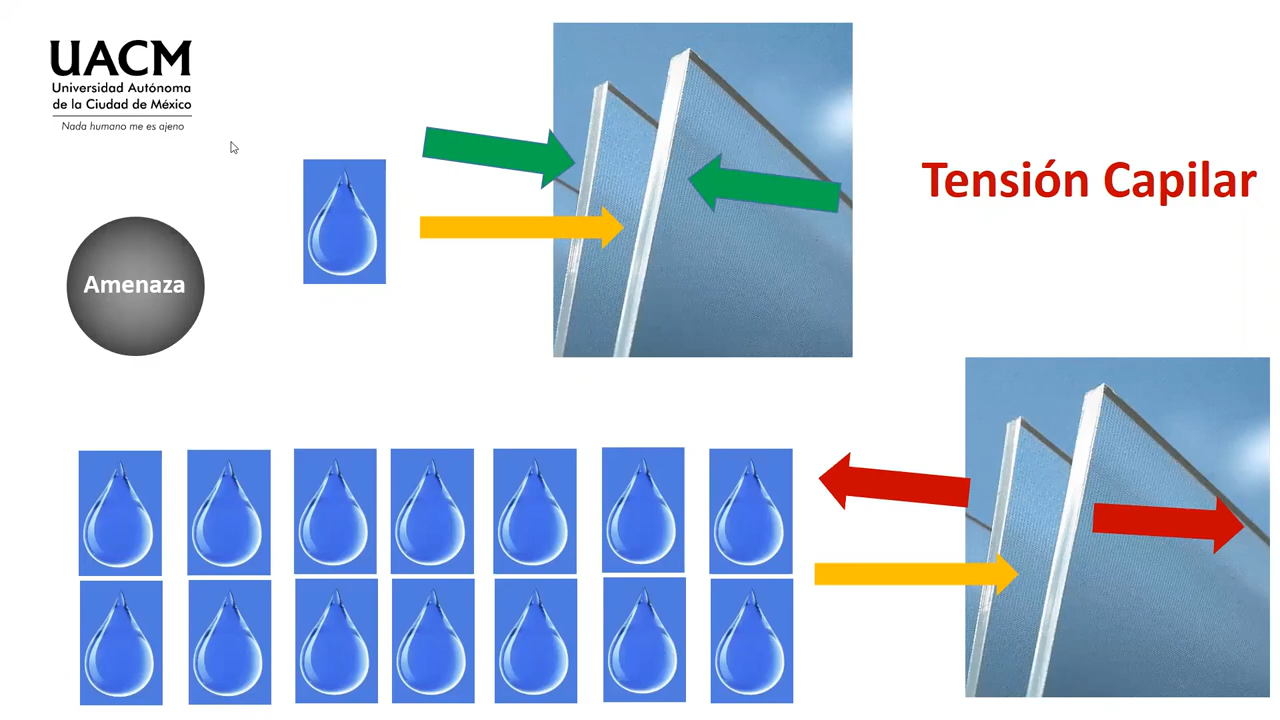 UACM
Universidad Autónoma
de la Ciudad de México
Nada humano me es ajeno
Tensión Capilar
Amenaza